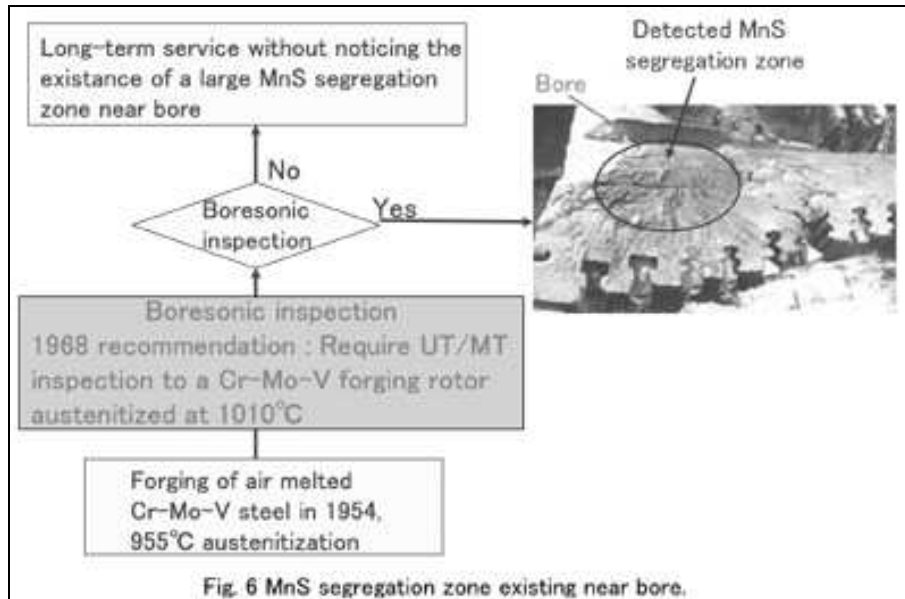 Long-term service without noticing the
existance of a large MnS segregation
zone near bore
Detected MnS
segregation zone
Bore
No
Yes
Boresonic
inspection
Boresonic inspection
1968 recommendation : Require UT/MT
inspection to a Cr-Mo-V forging rotor
austenitized at 1010℃
Forging of air melted
Cr-Mo-V steel in 1954,
955℃ austenitization
Fig. 6 MnS segregation zone existing near bore.